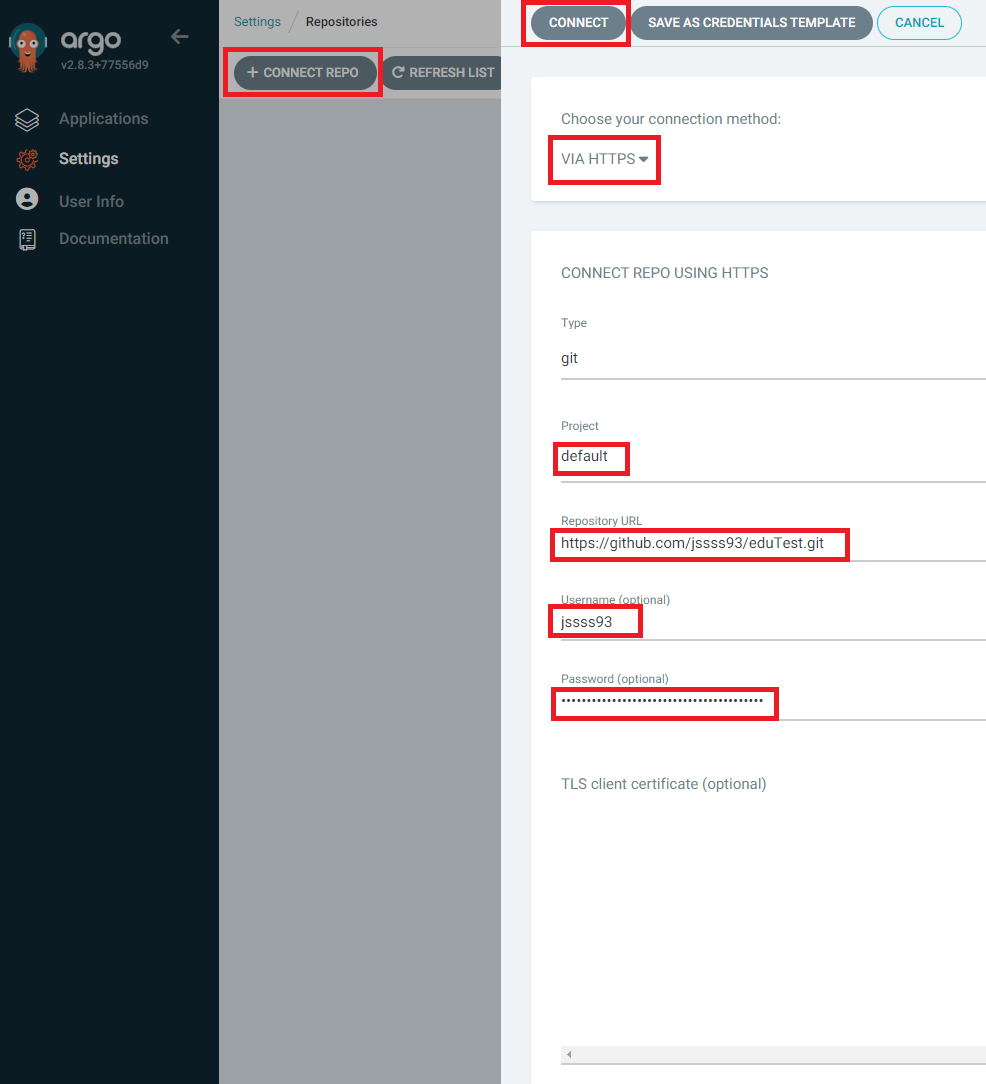 argo
v2.8.3+77556d9
Applications
Settings
User Info
Documentation
Settings / Repositories
+ CONNECT REPO
REFRESH LIST
CONNECT
SAVE AS CREDENTIALS TEMPLATE
CANCEL
Choose your connection method:
VIA HTTPS
CONNECT REPO USING HTTPS
Type
git
Project
default
Repository URL
https://github.com/jssss93/eduTest.git
Username (optional)
jssss93
Password (optional)
••••••••••••••••••••••••••••••••••••••••
TLS client certificate (optional)